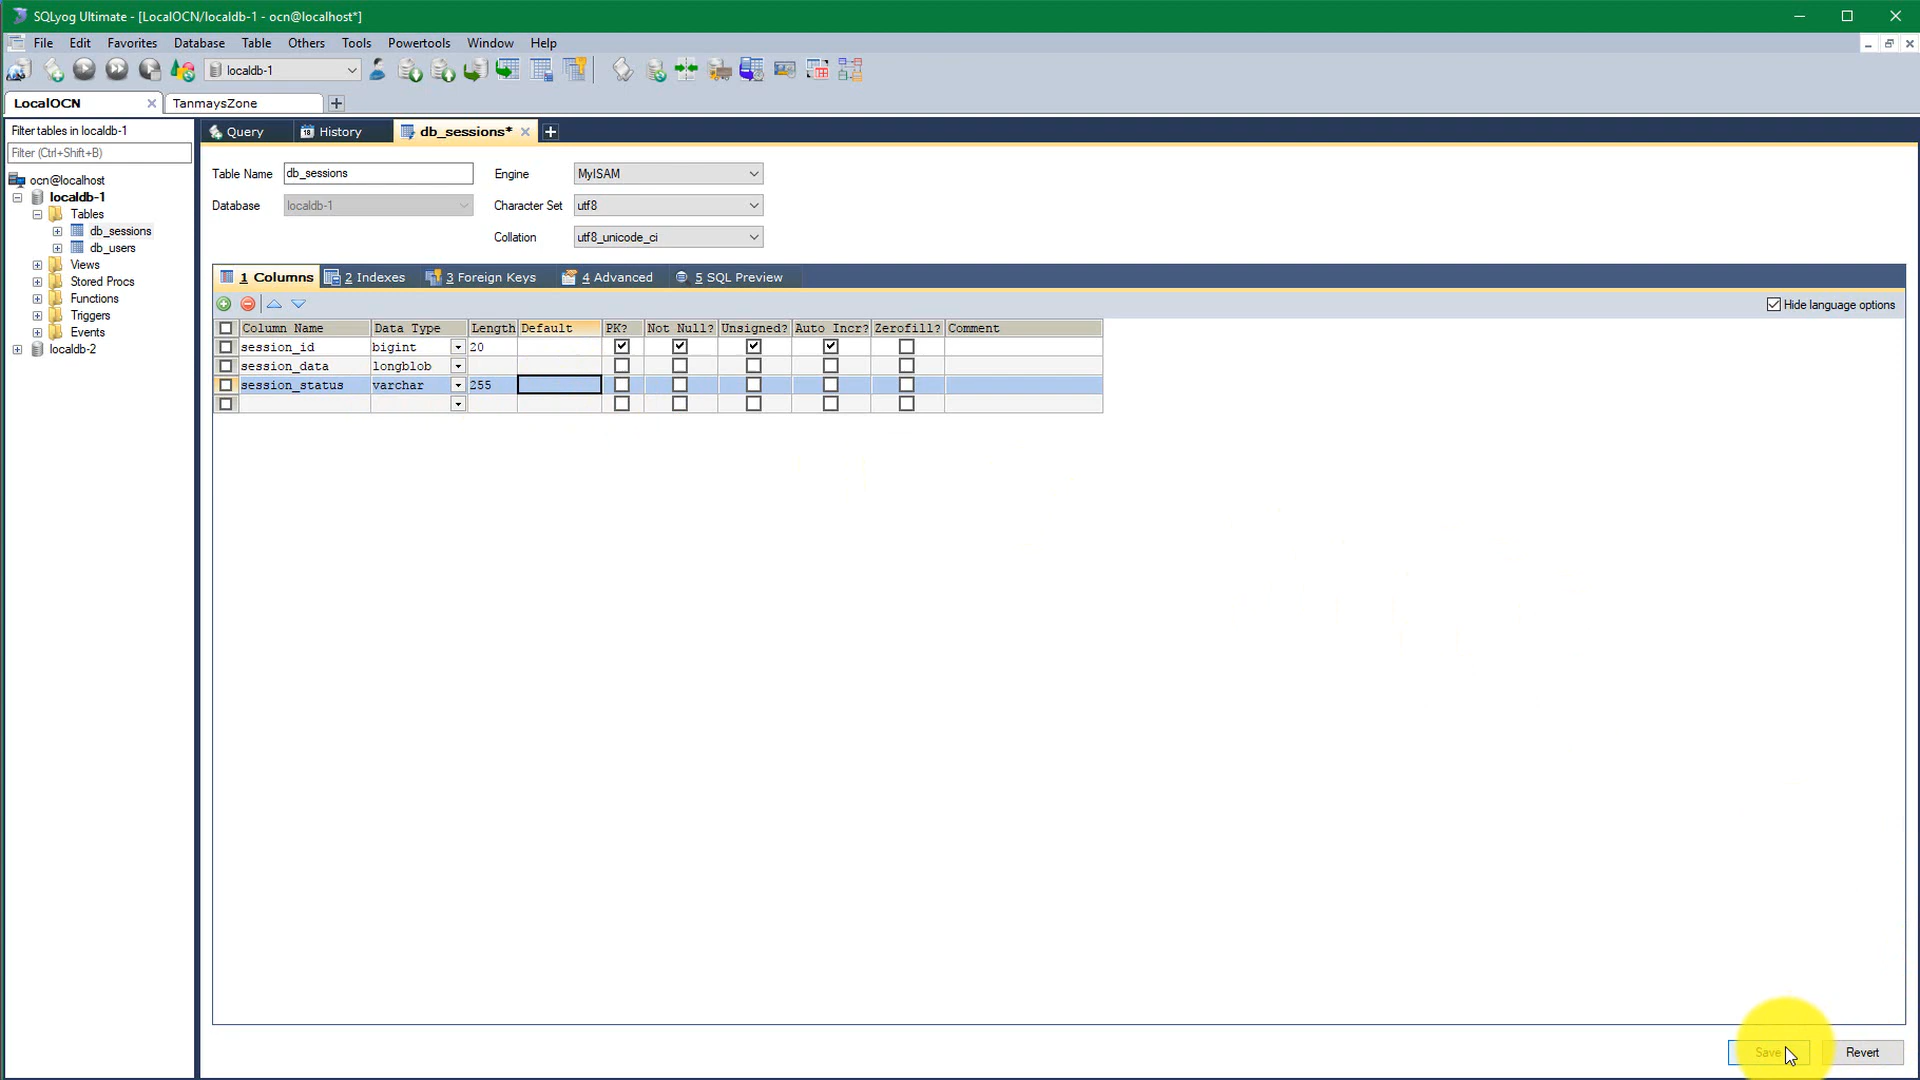 SQLyog Ultimate - [LocalOCN/localdb-1 - ocn@localhost*]
File Edit Favorites Database Table Others Tools Powertools Window Help
localdb-1
LocalOCN TanmaysZone
Filter tables in localdb-1
Filter (Ctrl+Shift+B)
ocn@localhost
localdb-1
Tables
db_sessions
db_users
Views
Stored Procs
Functions
Triggers
Events
localdb-2
Query History db_sessions*
Table Name db_sessions Engine MyISAM
Database localdb-1 Character Set utf8
Collation utf8_unicode_ci
1 Columns 2 Indexes 3 Foreign Keys 4 Advanced 5 SQL Preview
Hide language options
Column Name Data Type Length Default PK? Not Null? Unsigned? Auto Incr? Zerofill? Comment
session_id bigint 20
session_data longblob
session_status varchar 255
Save Revert